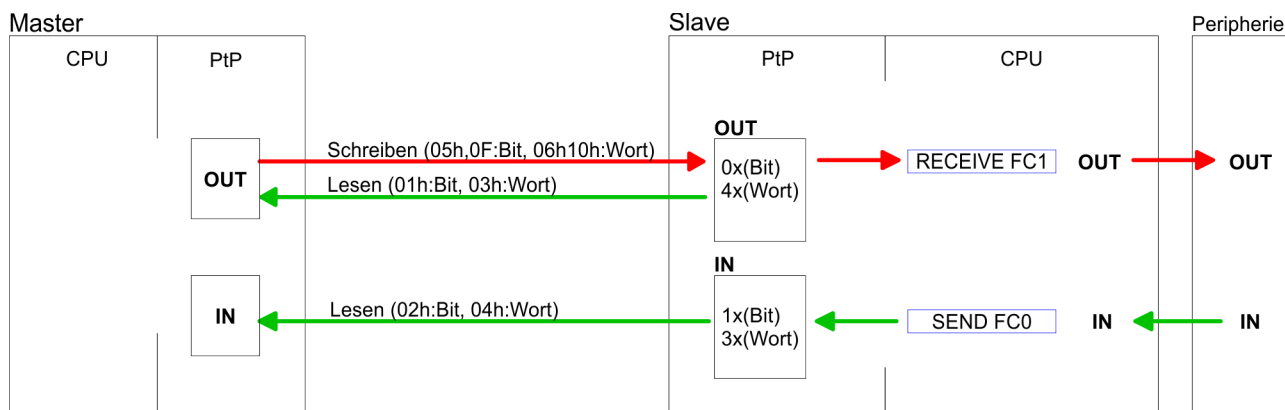 Master
Slave
Peripherie
CPU
PtP
PtP
CPU
OUT
Schreiben (05h,0F:Bit, 06h10h:Wort)
Lesen (01h:Bit, 03h:Wort)
OUT
0x(Bit)
4x(Wort)
RECEIVE FC1
OUT
OUT
IN
Lesen (02h:Bit, 04h:Wort)
IN
1x(Bit)
3x(Wort)
SEND FC0
IN
IN